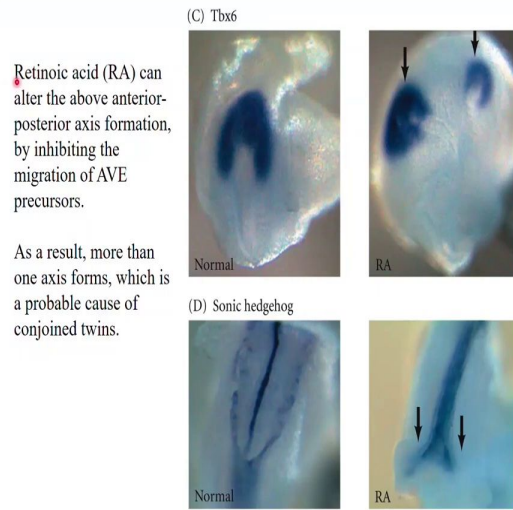 (C) Tbx6
Retinoic acid (RA) can
alter the above anterior-
posterior axis formation,
by inhibiting the
migration of AVE
precursors.
As a result, more than
one axis forms, which is
a probable cause of
conjoined twins.
Normal
RA
(D) Sonic hedgehog
Normal
RA